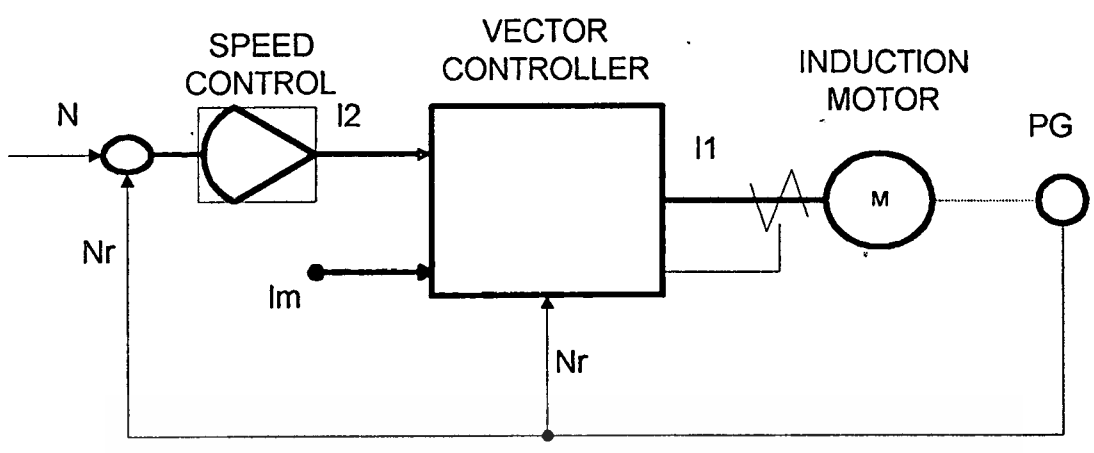 SPEED
CONTROL
VECTOR
CONTROLLER
INDUCTION
MOTOR
N
I2
I1
PG
M
Nr
Im
Nr